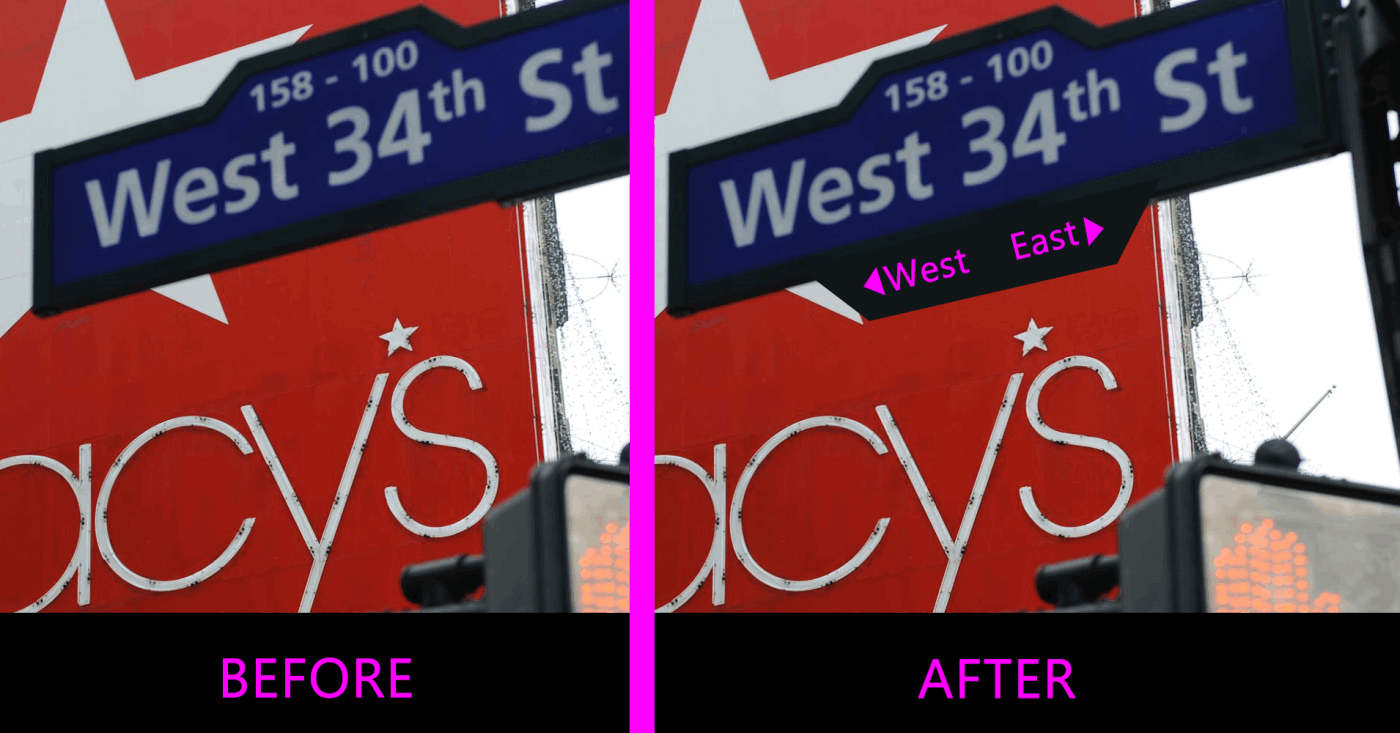 158 - 100
West 34th St
acy's
BEFORE
158 - 100
West 34th St
◀West East▶
acy's
AFTER